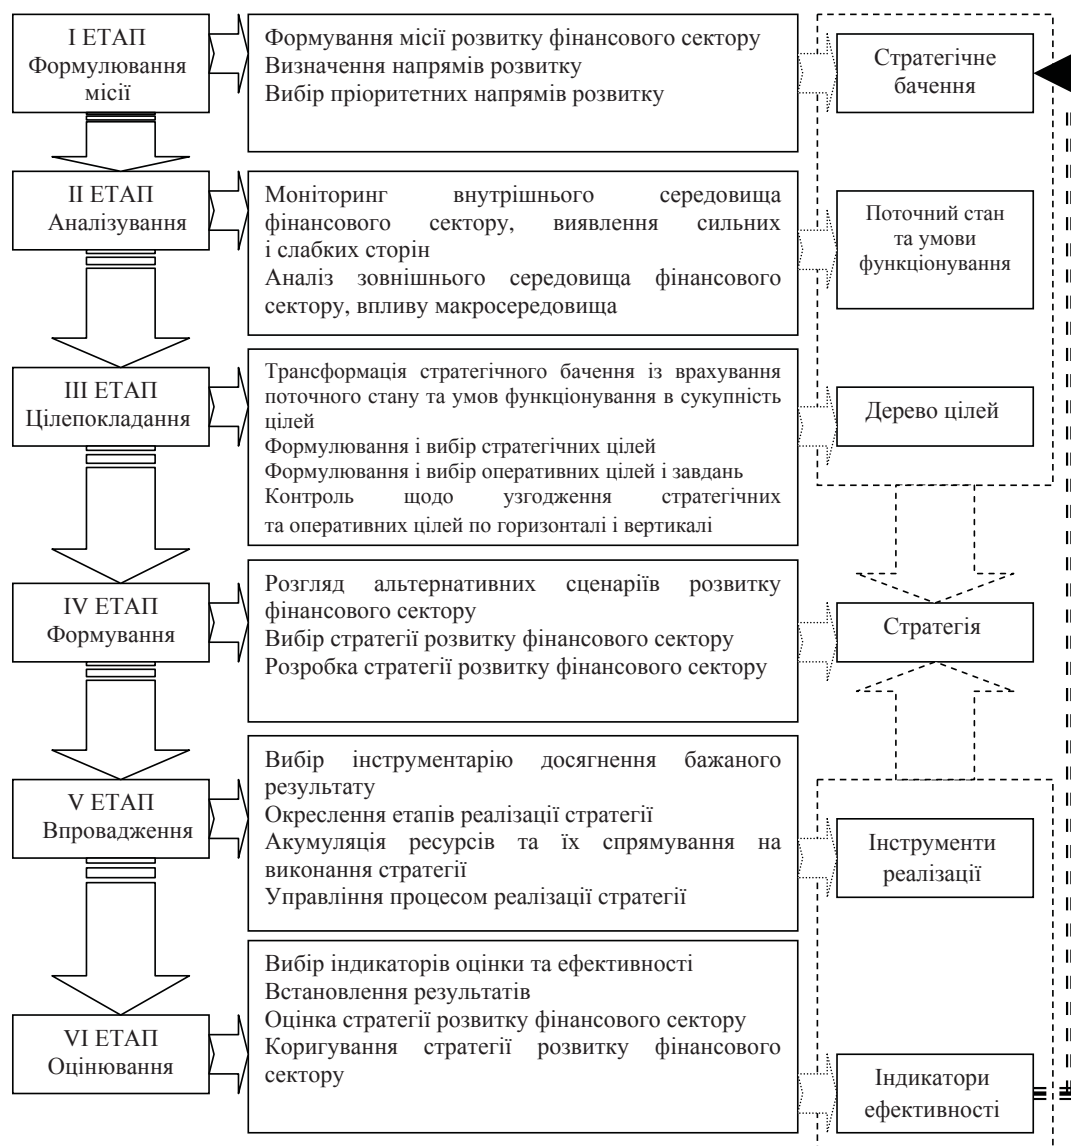 І ЕТАП
Формулювання
місії
Формування місії розвитку фінансового сектору
Визначення напрямів розвитку
Вибір пріоритетних напрямів розвитку
Стратегічне
бачення
ІІ ЕТАП
Аналізування
Моніторинг внутрішнього середовища
фінансового сектору, виявлення сильних
і слабких сторін
Аналіз зовнішнього середовища фінансового
сектору, впливу макросередовища
Поточний стан
та умови
функціонування
ІІІ ЕТАП
Цілепокладання
Трансформація стратегічного бачення із врахування
поточного стану та умов функціонування в сукупність
цілей
Формулювання і вибір стратегічних цілей
Формулювання і вибір оперативних цілей і завдань
Контроль щодо узгодження стратегічних
та оперативних цілей по горизонталі і вертикалі
Дерево цілей
IV ЕТАП
Формування
Розгляд альтернативних сценаріїв розвитку
фінансового сектору
Вибір стратегії розвитку фінансового сектору
Розробка стратегії розвитку фінансового сектору
Стратегія
V ЕТАП
Впровадження
Вибір інструментарію досягнення бажаного
результату
Окреслення етапів реалізації стратегії
Акумуляція ресурсів та їх спрямування на
виконання стратегії
Управління процесом реалізації стратегії
Інструменти
реалізації
VI ЕТАП
Оцінювання
Вибір індикаторів оцінки та ефективності
Встановлення результатів
Оцінка стратегії розвитку фінансового сектору
Коригування стратегії розвитку фінансового
сектору
Індикатори
ефективності